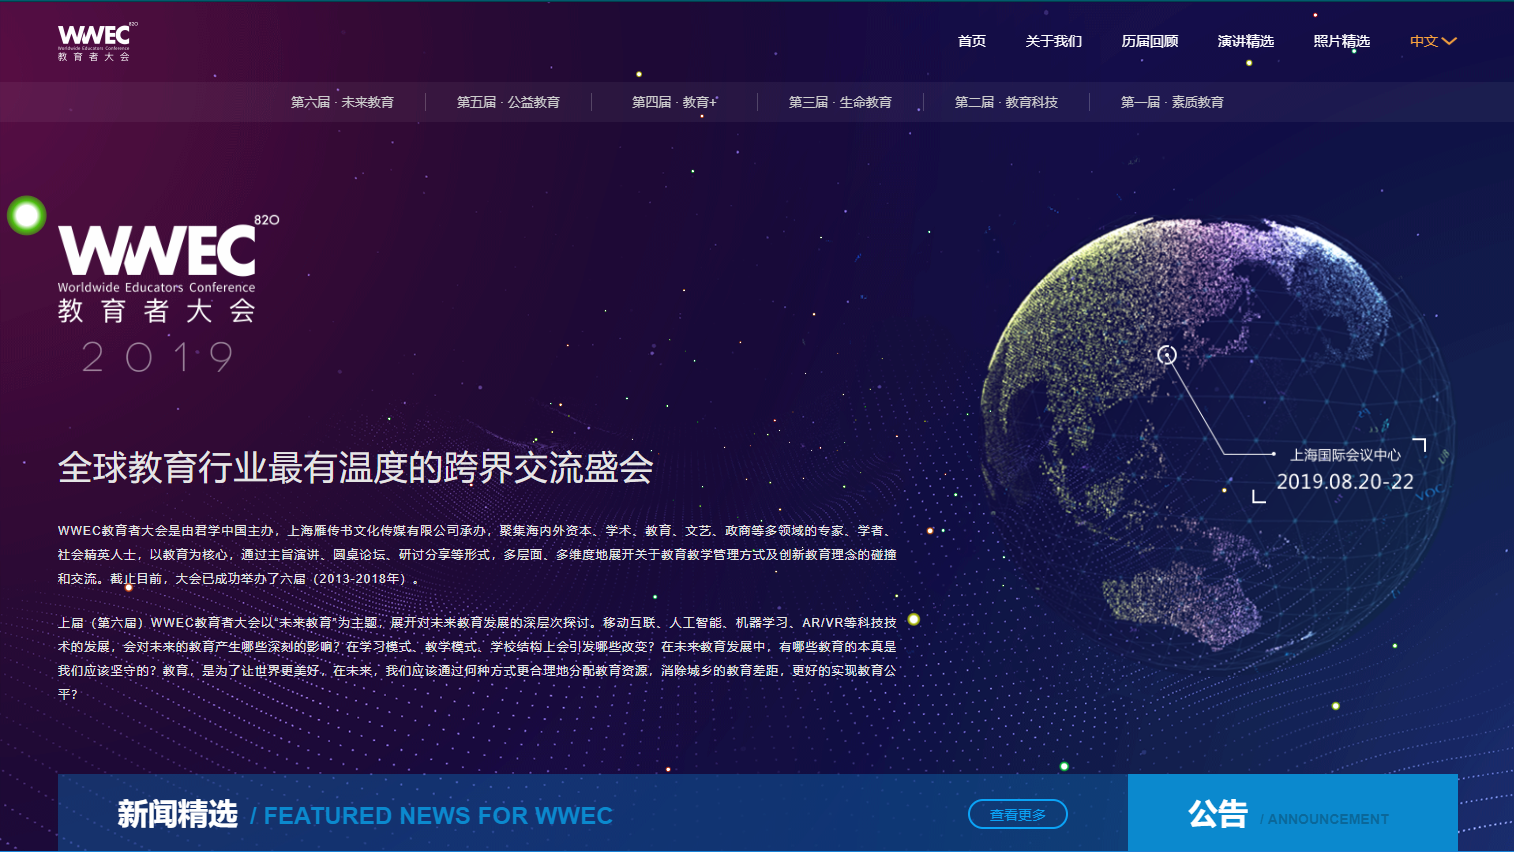 WWEC 820
Worldwide Educators Conference
教育者大会
首页 关于我们 历届回顾 演讲精选 照片精选 中文
第六届 · 未来教育 第五届 · 公益教育 第四届 · 教育+ 第三届 · 生命教育 第二届 · 教育科技 第一届 · 素质教育
WWEC 820
Worldwide Educators Conference
教育者大会
2019
上海国际会议中心
2019.08.20-22
VOC
全球教育行业最有温度的跨界交流盛会
WWEC教育者大会是由君学中国主办，上海雁传书文化传媒有限公司承办，聚集海内外资本、学术、教育、文艺、政商等多领域的专家、学者、
社会精英人士，以教育为核心，通过主旨演讲、圆桌论坛、研讨分享等形式，多层面、多维度地展开关于教育教学管理方式及创新教育理念的碰撞
和交流。截止目前，大会已成功举办了六届（2013-2018年）。
上届（第六届）WWEC教育者大会以“未来教育”为主题，展开对未来教育发展的深层次探讨。移动互联、人工智能、机器学习、AR/VR等科技技
术的发展，会对未来的教育产生哪些深刻的影响？在学习模式、教学模式、学校结构上会引发哪些改变？在未来教育发展中，有哪些教育的本真是
我们应该坚守的？教育，是为了让世界更美好，在未来，我们应该通过何种方式更合理地分配教育资源，消除城乡的教育差距，更好的实现教育公
平？
新闻精选 / FEATURED NEWS FOR WWEC 查看更多
公告 / ANNOUNCEMENT